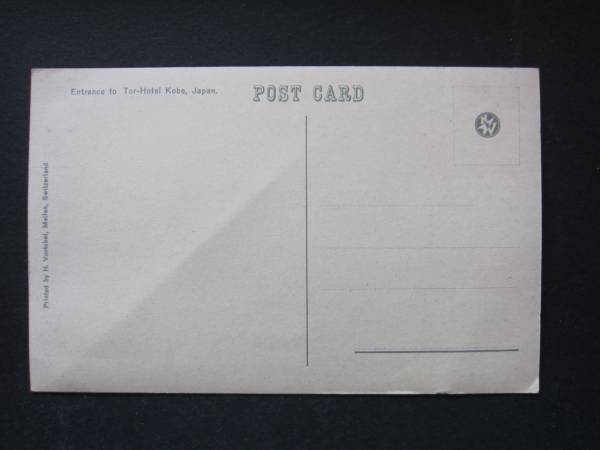 Entrance to Tor-Hotel Kobe, Japan.
POST CARD
Printed by H. Vontobel, Meilen, Switzerland